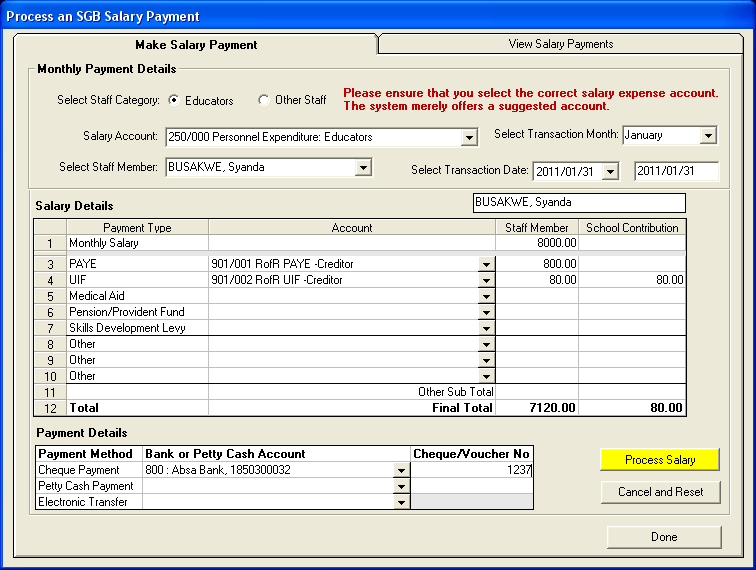 Process an SGB Salary Payment
Make Salary Payment
View Salary Payments
Monthly Payment Details
Select Staff Category: Educators Other Staff
Please ensure that you select the correct salary expense account.
The system merely offers a suggested account.
Salary Account: 250/000 Personnel Expenditure: Educators
Select Transaction Month: January
Select Staff Member: BUSAKWE, Syanda
Select Transaction Date: 2011/01/31 2011/01/31
Salary Details
BUSAKWE, Syanda
Payment Type Account Staff Member School Contribution
1 Monthly Salary 8000.00
3 PAYE 901/001 RofR PAYE -Creditor 800.00
4 UIF 901/002 RofR UIF -Creditor 80.00 80.00
5 Medical Aid
6 Pension/Provident Fund
7 Skills Development Levy
8 Other
9 Other
10 Other
11 Other Sub Total
12 Total Final Total 7120.00 80.00
Payment Details
Payment Method Bank or Petty Cash Account Cheque/Voucher No
Cheque Payment 800 : Absa Bank, 1850300032 1237
Petty Cash Payment
Electronic Transfer
Process Salary
Cancel and Reset
Done